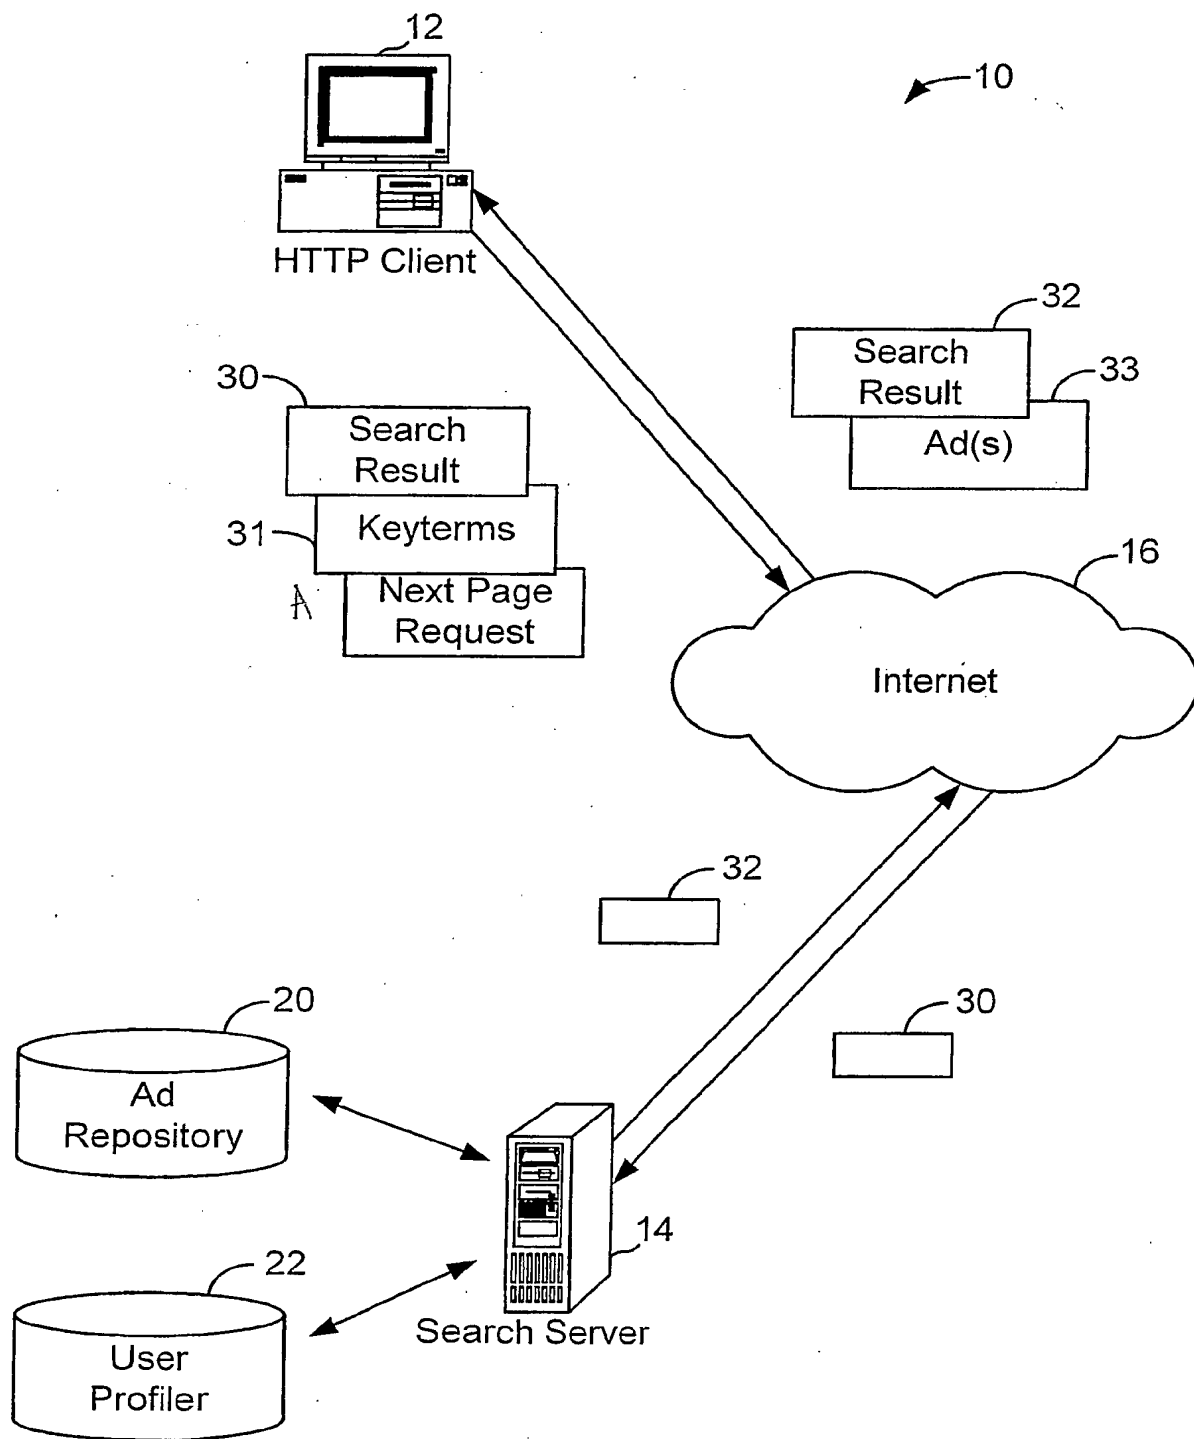 12
10
HTTP Client
32
Search
Result
33
Ad(s)
30
Search
Result
31
Keyterms
A
Next Page
Request
16
Internet
32
30
20
Ad
Repository
14
Search Server
22
User
Profiler